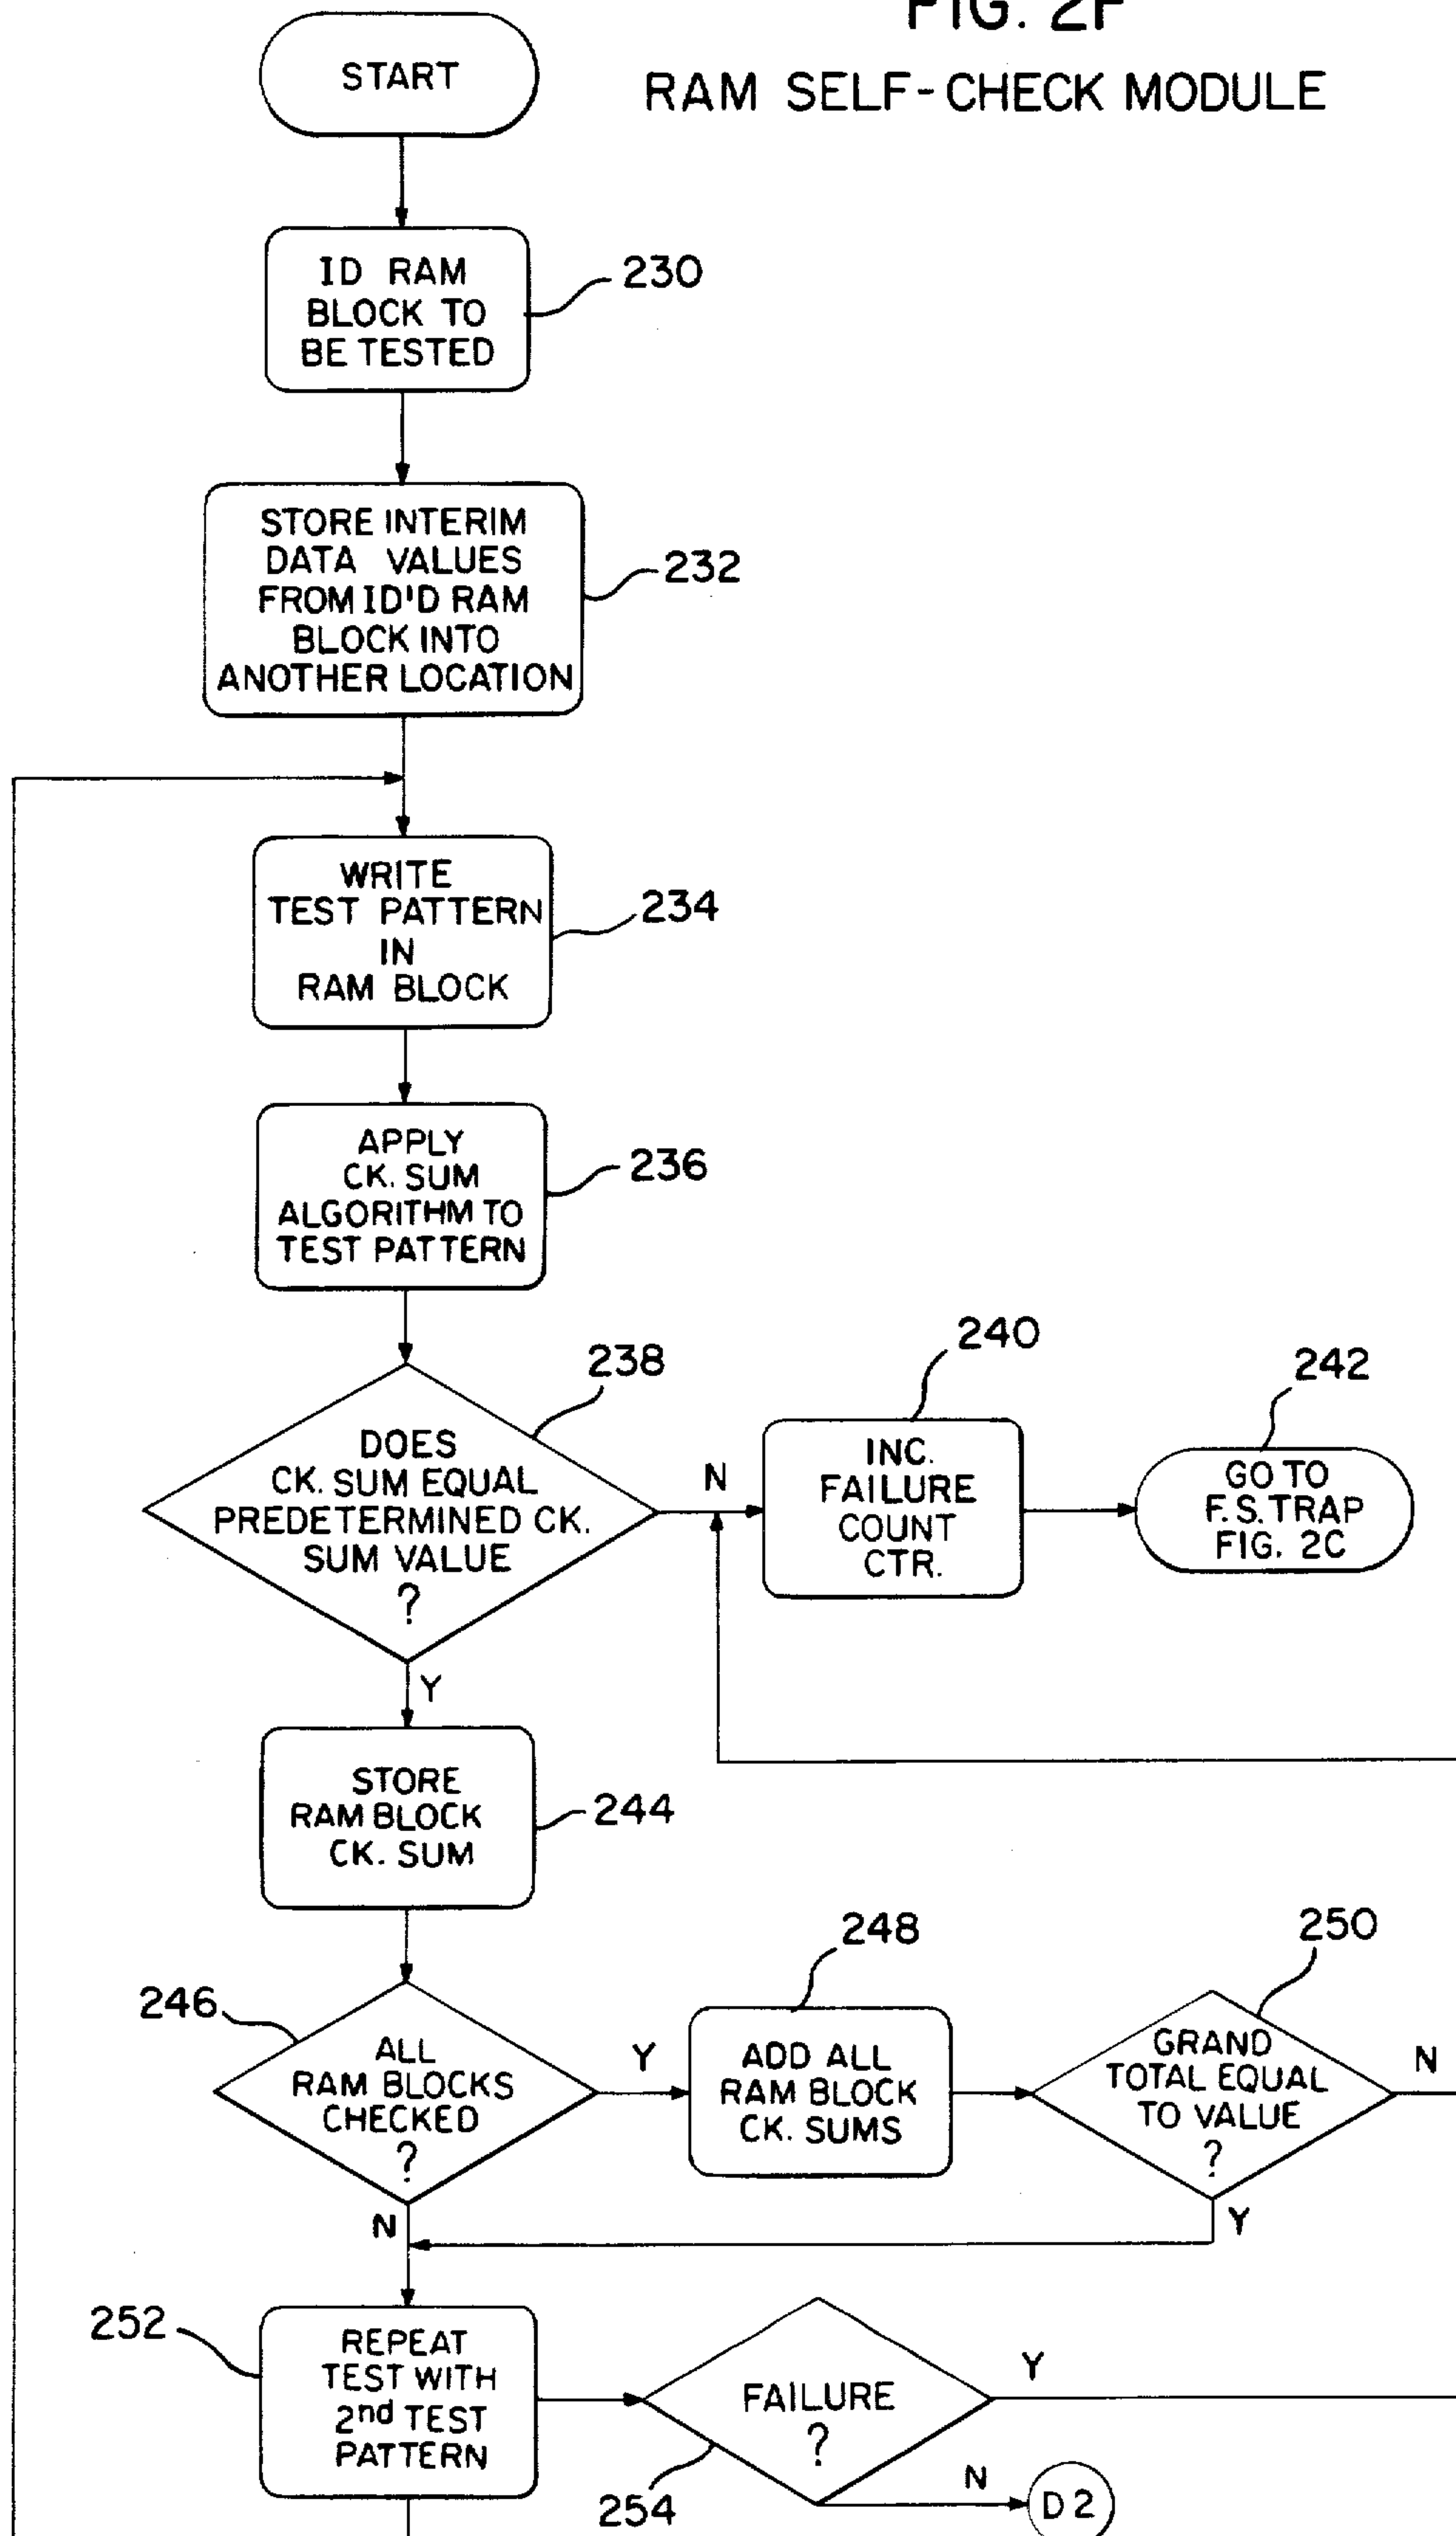 FIG. 2F
RAM SELF-CHECK MODULE
START
ID RAM
BLOCK TO
BE TESTED
230
STORE INTERIM
DATA VALUES
FROM ID'D RAM
BLOCK INTO
ANOTHER LOCATION
232
WRITE
TEST PATTERN
IN
RAM BLOCK
234
APPLY
CK. SUM
ALGORITHM TO
TEST PATTERN
236
238
DOES
CK. SUM EQUAL
PREDETERMINED CK.
SUM VALUE
?
N
Y
240
INC.
FAILURE
COUNT
CTR.
242
GO TO
F.S. TRAP
FIG. 2C
STORE
RAM BLOCK
CK. SUM
244
246
ALL
RAM BLOCKS
CHECKED
?
Y
N
248
ADD ALL
RAM BLOCK
CK. SUMS
250
GRAND
TOTAL EQUAL
TO VALUE
?
N
Y
252
REPEAT
TEST WITH
2nd TEST
PATTERN
FAILURE
?
254
Y
N
D2